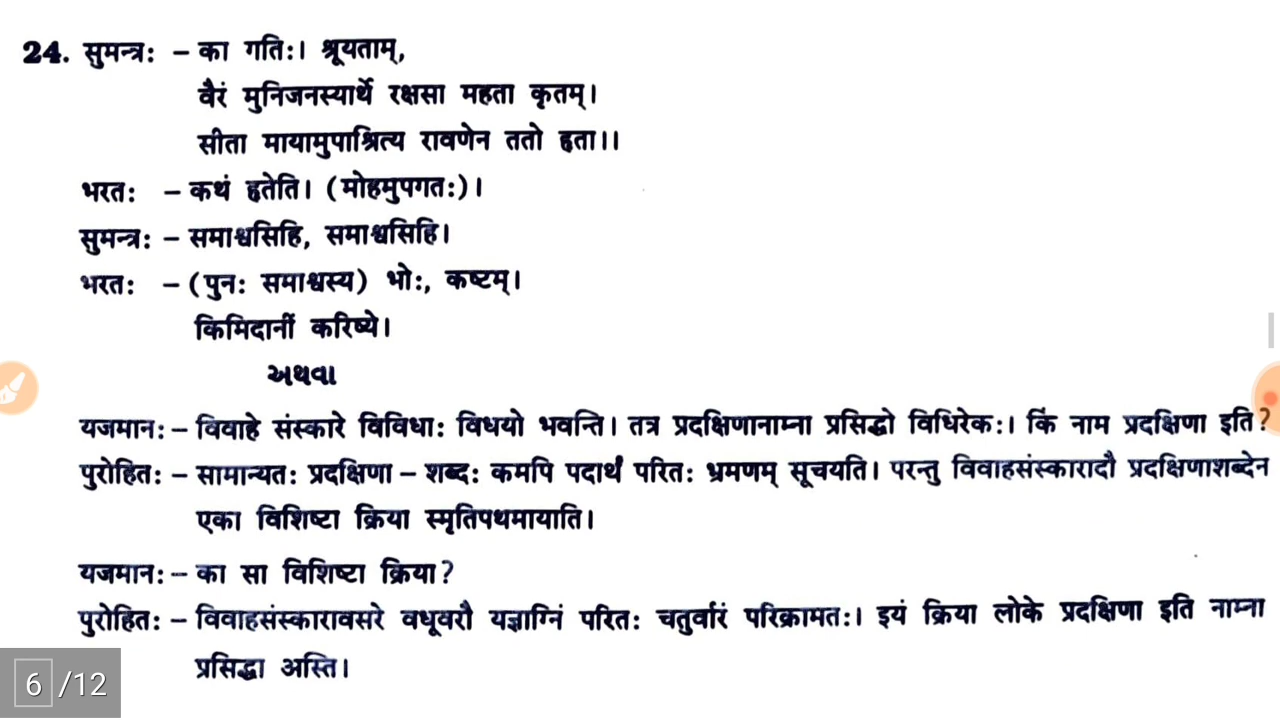 24. सुमन्त्रः – का गतिः। श्रूयताम्,
वैरं मुनिजनस्यार्थे रक्षसा महता कृतम्।
सीता मायामुपाश्रित्य रावणेन ततो हृता।।
भरतः – कथं हृतेति। (मोहमुपगतः)।
सुमन्त्रः – समाश्वसिहि, समाश्वसिहि।
भरतः – (पुनः समाश्वस्य) भोः, कष्टम्।
किमिदानीं करिष्ये।
અથવા
यजमानः – विवाहे संस्कारे विविधाः विधयो भवन्ति। तत्र प्रदक्षिणानाम्ना प्रसिद्धो विधिरेकः। किं नाम प्रदक्षिणा इति?
पुरोहितः – सामान्यतः प्रदक्षिणा – शब्दः कमपि पदार्थं परितः भ्रमणम् सूचयति। परन्तु विवाहसंस्कारादौ प्रदक्षिणाशब्देन
एका विशिष्टा क्रिया स्मृतिपथमायाति।
यजमानः – का सा विशिष्टा क्रिया?
पुरोहितः – विवाहसंस्कारावसरे वधूवरौ यज्ञाग्निं परितः चतुर्वारं परिक्रामतः। इयं क्रिया लोके प्रदक्षिणा इति नाम्ना
प्रसिद्धा अस्ति।
6 /12